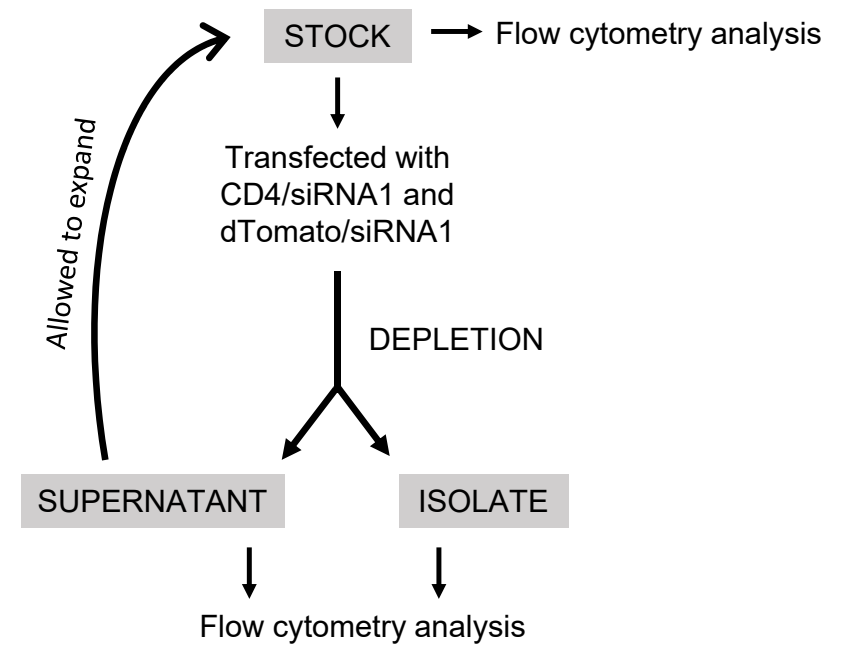 STOCK
Flow cytometry analysis
Allowed to expand
Transfected with
CD4/siRNA1 and
dTomato/siRNA1
DEPLETION
SUPERNATANT
ISOLATE
Flow cytometry analysis